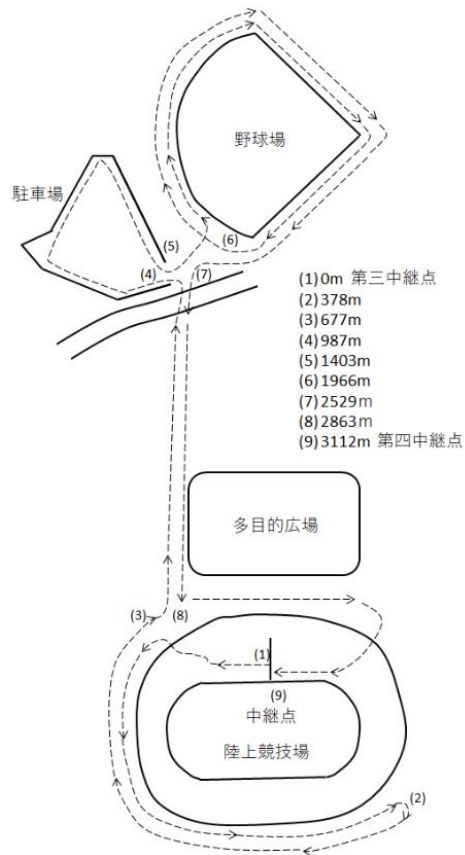 野球場
駐車場
(5)
(6)
(4)
(7)
(1)0m 第三中継点
(2)378m
(3)677m
(4)987m
(5)1403m
(6)1966m
(7)2529m
(8)2863m
(9)3112m 第四中継点
多目的広場
(3)
(8)
(1)
(9)
中継点
陸上競技場
(2)